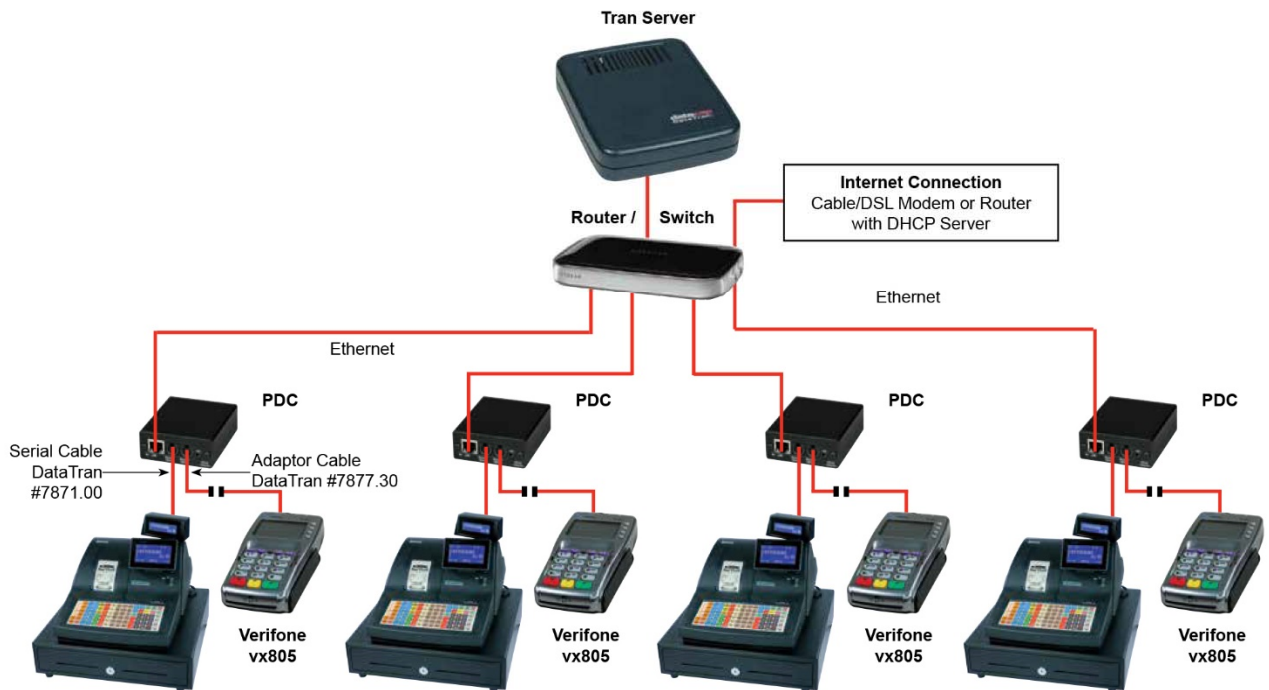 Tran Server
Internet Connection
Cable/DSL Modem or Router
with DHCP Server
Router / Switch
Ethernet
Ethernet
PDC
PDC
PDC
PDC
Serial Cable
DataTran
#7871.00
Adaptor Cable
DataTran #7877.30
Verifone
vx805
Verifone
vx805
Verifone
vx805
Verifone
vx805